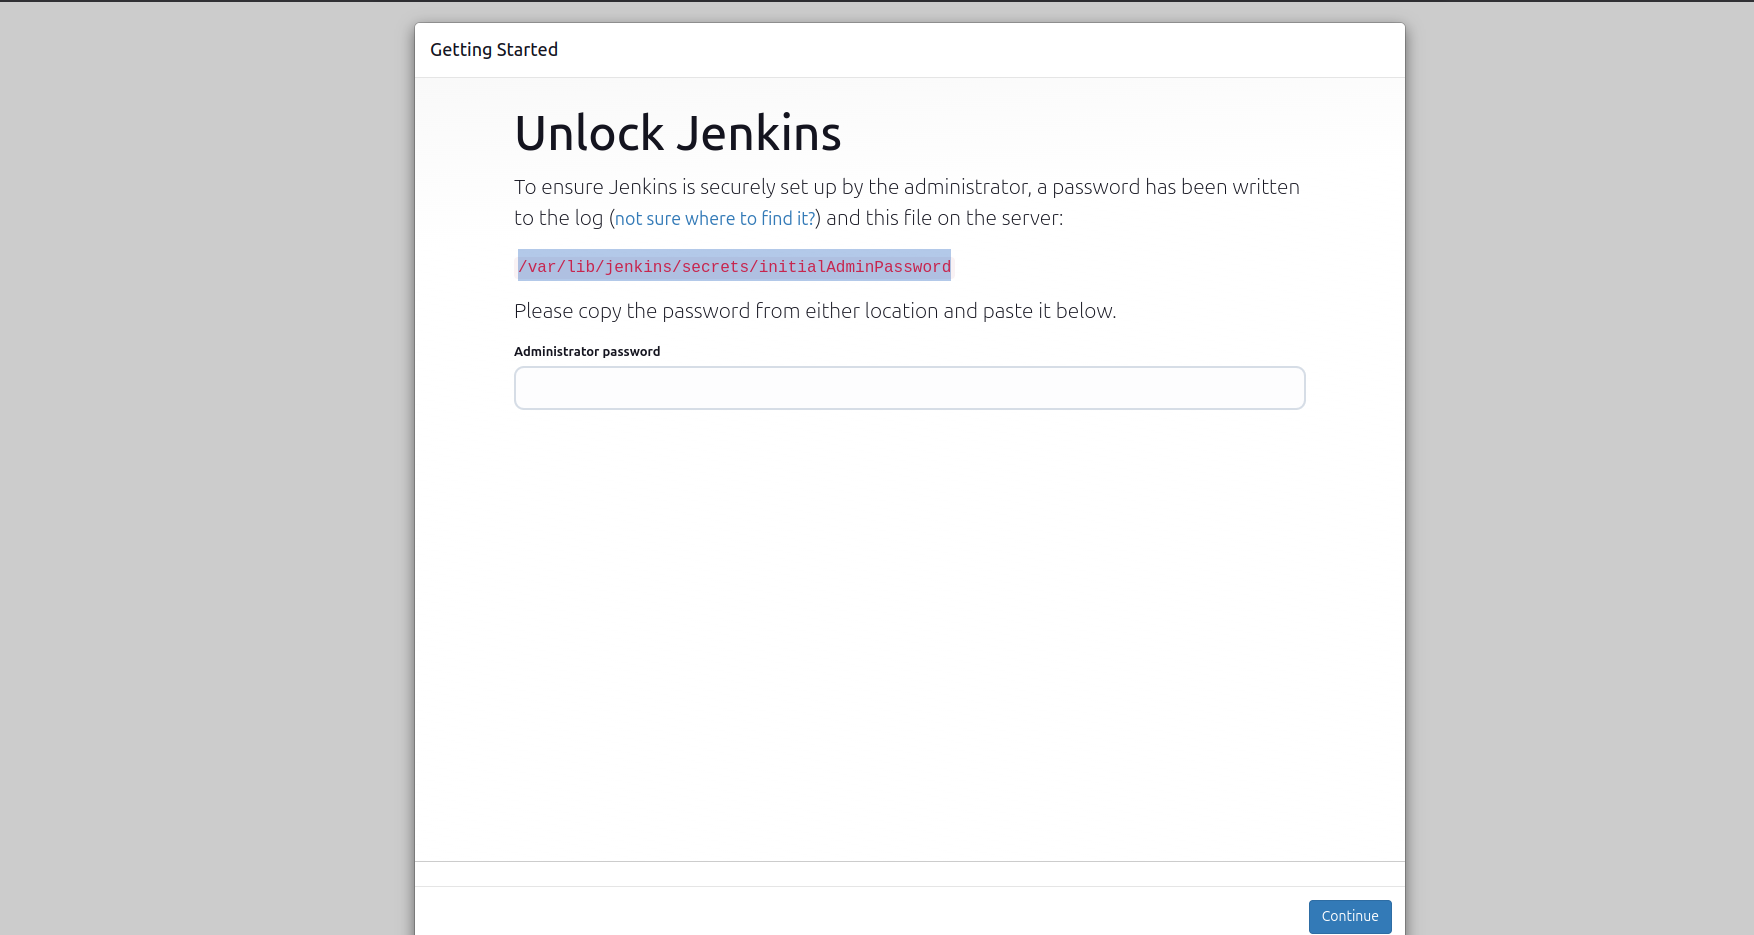 Getting Started
Unlock Jenkins
To ensure Jenkins is securely set up by the administrator, a password has been written
to the log (not sure where to find it?) and this file on the server:
/var/lib/jenkins/secrets/initialAdminPassword
Please copy the password from either location and paste it below.
Administrator password
Continue